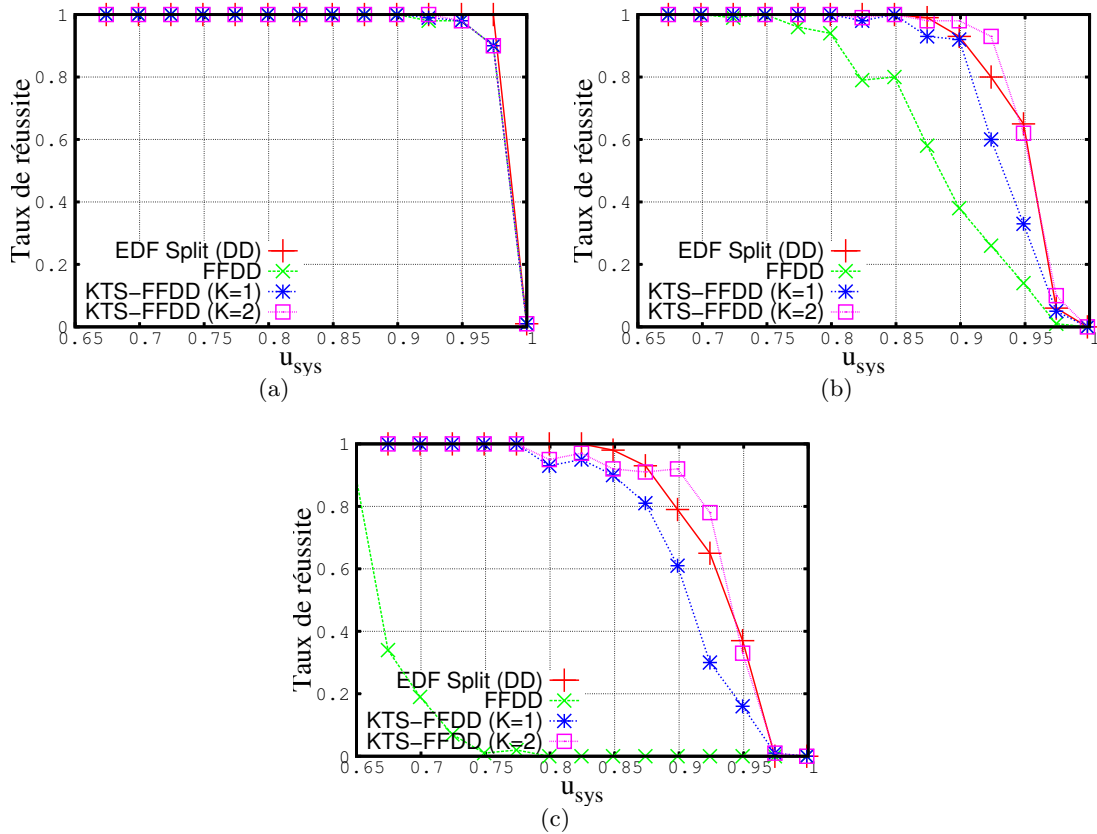 Taux de réussite
1
0.8
0.6
0.4
0.2
0
0.65 0.7 0.75 0.8 0.85 0.9 0.95 1
u_sys
EDF Split (DD)
FFDD
KTS-FFDD (K=1)
KTS-FFDD (K=2)
(a)
Taux de réussite
1
0.8
0.6
0.4
0.2
0
0.65 0.7 0.75 0.8 0.85 0.9 0.95 1
u_sys
EDF Split (DD)
FFDD
KTS-FFDD (K=1)
KTS-FFDD (K=2)
(b)
Taux de réussite
1
0.8
0.6
0.4
0.2
0
0.65 0.7 0.75 0.8 0.85 0.9 0.95 1
u_sys
EDF Split (DD)
FFDD
KTS-FFDD (K=1)
KTS-FFDD (K=2)
(c)